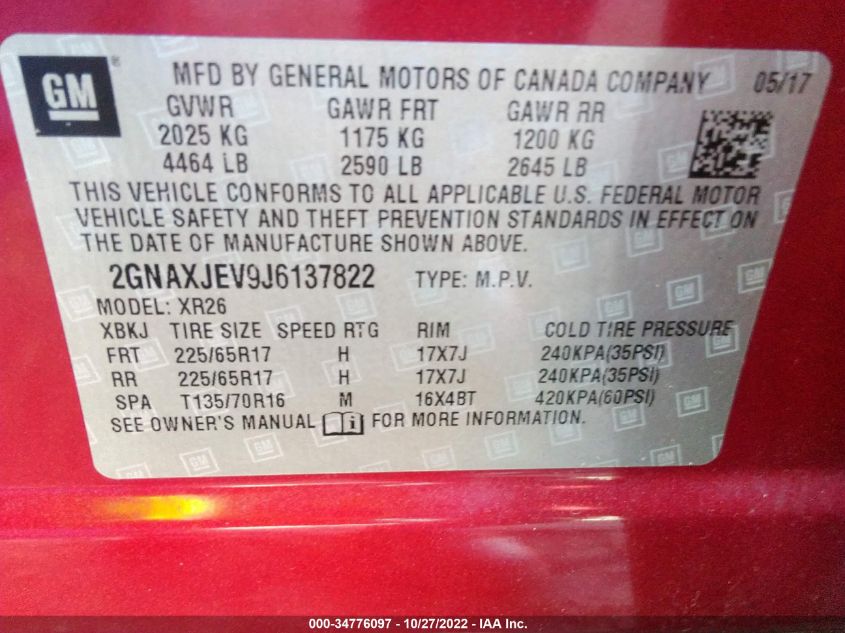 GM ® MFD BY GENERAL MOTORS OF CANADA COMPANY 05/17
GVWR GAWR FRT GAWR RR
2025 KG 1175 KG 1200 KG
4464 LB 2590 LB 2645 LB
THIS VEHICLE CONFORMS TO ALL APPLICABLE U.S. FEDERAL MOTOR
VEHICLE SAFETY AND THEFT PREVENTION STANDARDS IN EFFECT ON
THE DATE OF MANUFACTURE SHOWN ABOVE.
2GNAXJEV9J6137822 TYPE: M.P.V.
MODEL: XR26
XBKJ TIRE SIZE SPEED RTG RIM COLD TIRE PRESSURE
FRT 225/65R17 H 17X7J 240KPA(35PSI)
RR 225/65R17 H 17X7J 240KPA(35PSI)
SPA T135/70R16 M 16X4BT 420KPA(60PSI)
SEE OWNER'S MANUAL FOR MORE INFORMATION.
000-34776097 - 10/27/2022 - IAA Inc.